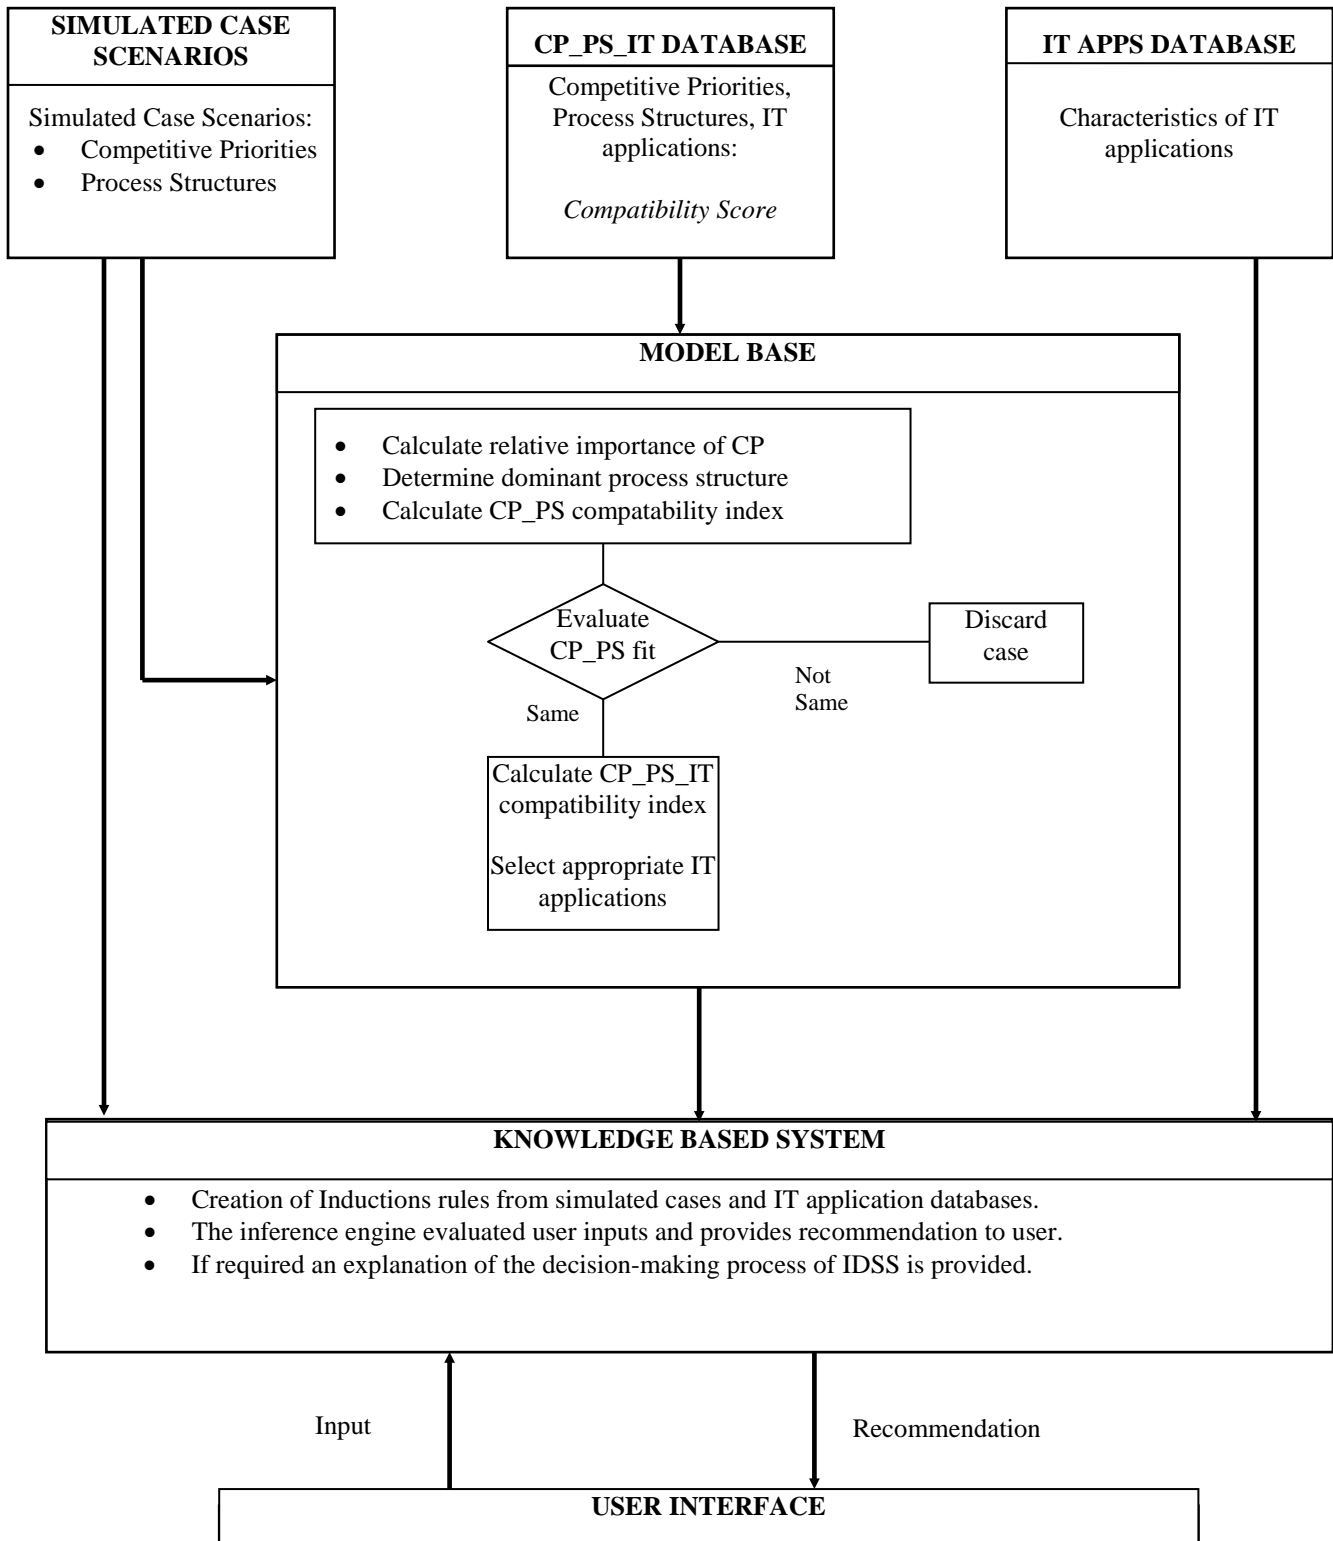 SIMULATED CASE
SCENARIOS
Simulated Case Scenarios:
• Competitive Priorities
• Process Structures
CP_PS_IT DATABASE
Competitive Priorities,
Process Structures, IT
applications:
Compatibility Score
IT APPS DATABASE
Characteristics of IT
applications
MODEL BASE
• Calculate relative importance of CP
• Determine dominant process structure
• Calculate CP_PS compatability index
Evaluate
CP_PS fit
Discard
case
Not
Same
Same
Calculate CP_PS_IT
compatibility index
Select appropriate IT
applications
KNOWLEDGE BASED SYSTEM
• Creation of Inductions rules from simulated cases and IT application databases.
• The inference engine evaluated user inputs and provides recommendation to user.
• If required an explanation of the decision-making process of IDSS is provided.
Input
Recommendation
USER INTERFACE